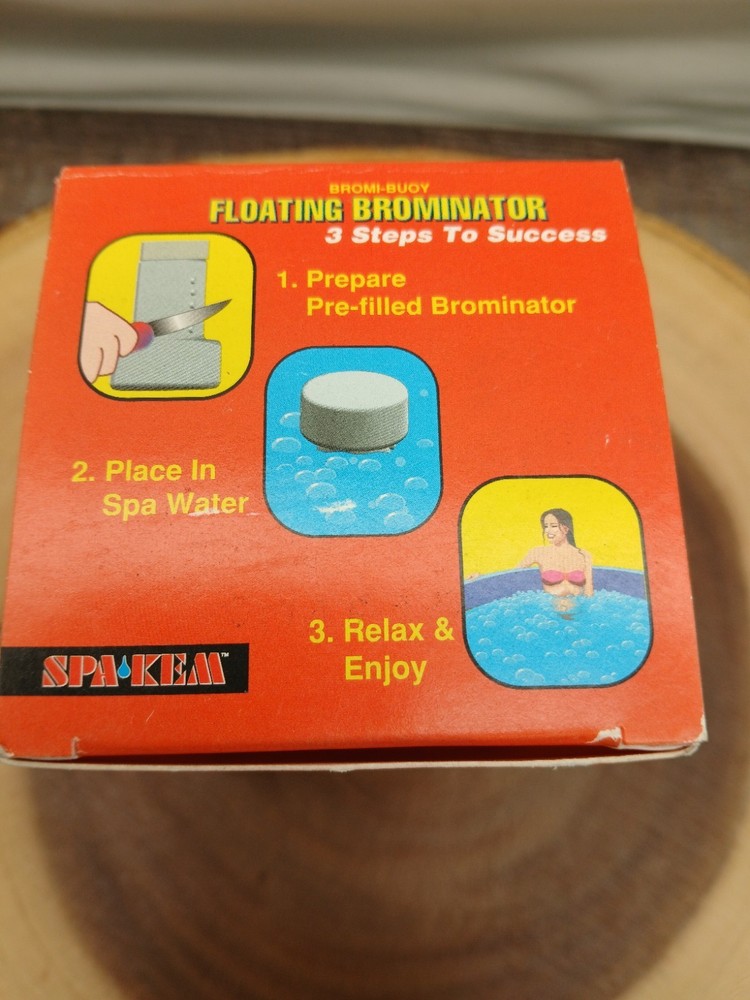 BROMI-BUOY
FLOATING BROMINATOR
3 Steps To Success
1. Prepare
Pre-filled Brominator
2. Place In
Spa Water
3. Relax &
Enjoy
SPA KEM™